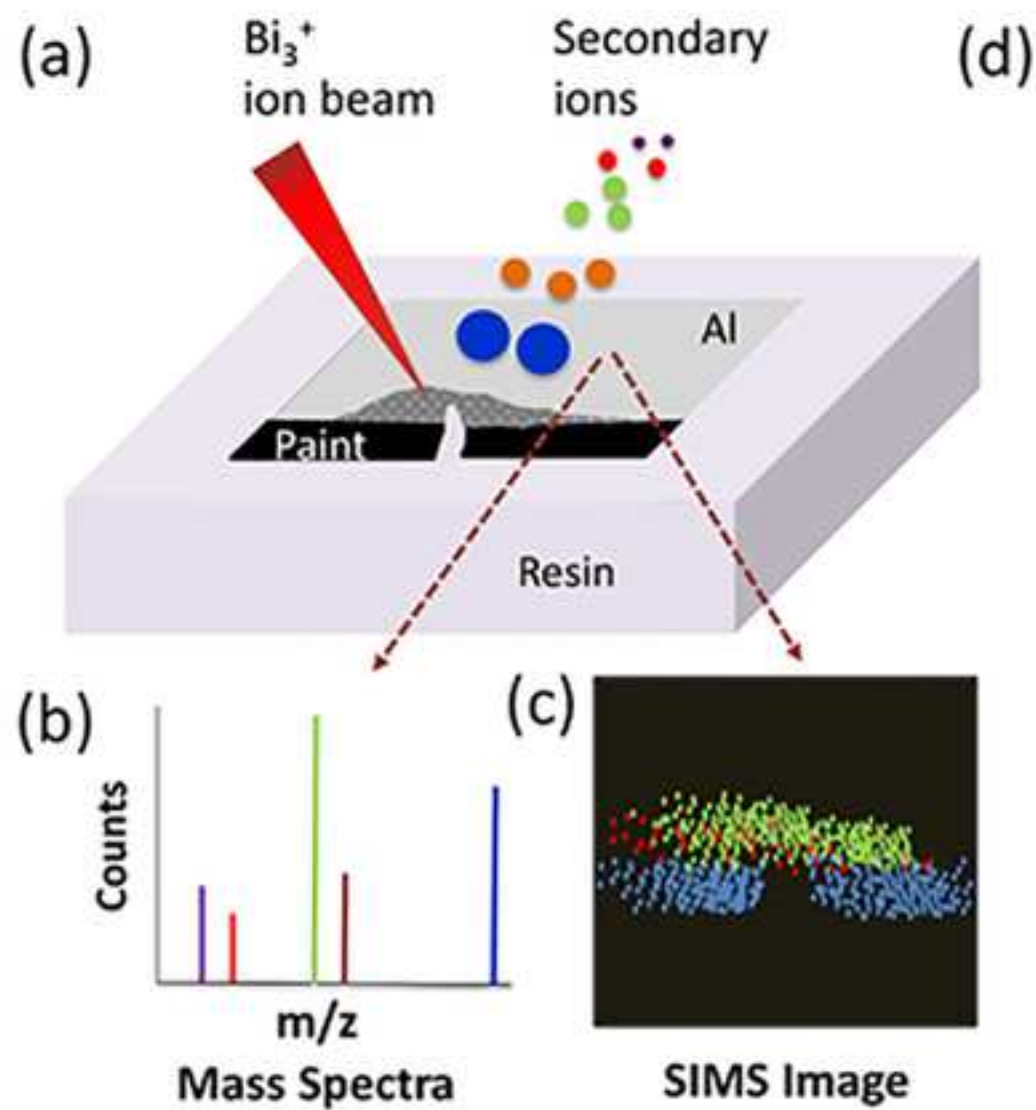 (a)
Bi₃⁺
ion beam
Secondary
ions
(d)
Al
Paint
Resin
(b)
Counts
m/z
Mass Spectra
(c)
SIMS Image